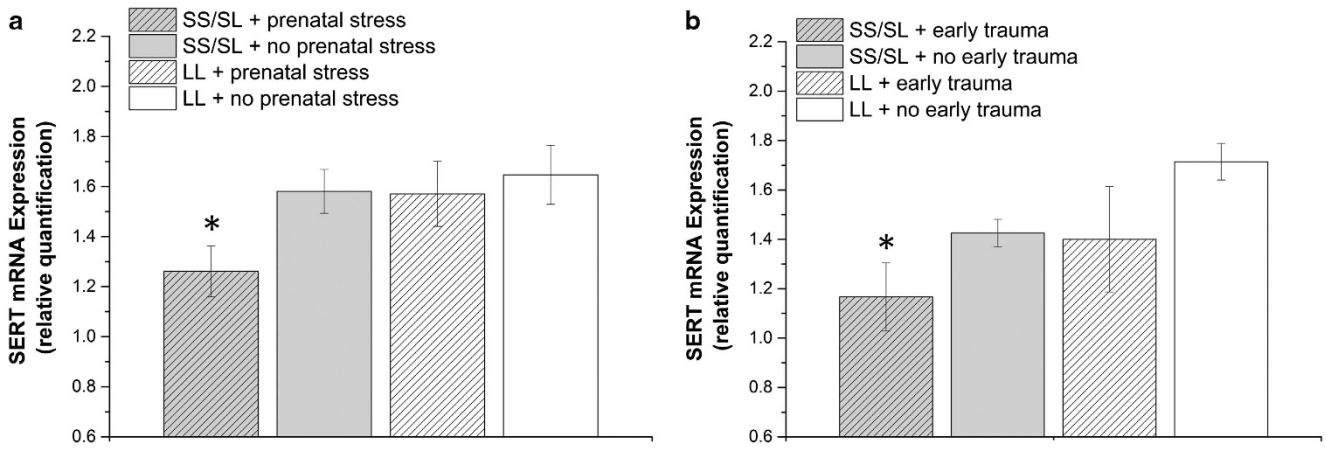 a
SS/SL + prenatal stress
SS/SL + no prenatal stress
LL + prenatal stress
LL + no prenatal stress
SERT mRNA Expression
(relative quantification)
2.2
2.0
1.8
1.6
1.4
1.2
1.0
0.8
0.6
*
b
SS/SL + early trauma
SS/SL + no early trauma
LL + early trauma
LL + no early trauma
SERT mRNA Expression
(relative quantification)
2.2
2.0
1.8
1.6
1.4
1.2
1.0
0.8
0.6
*